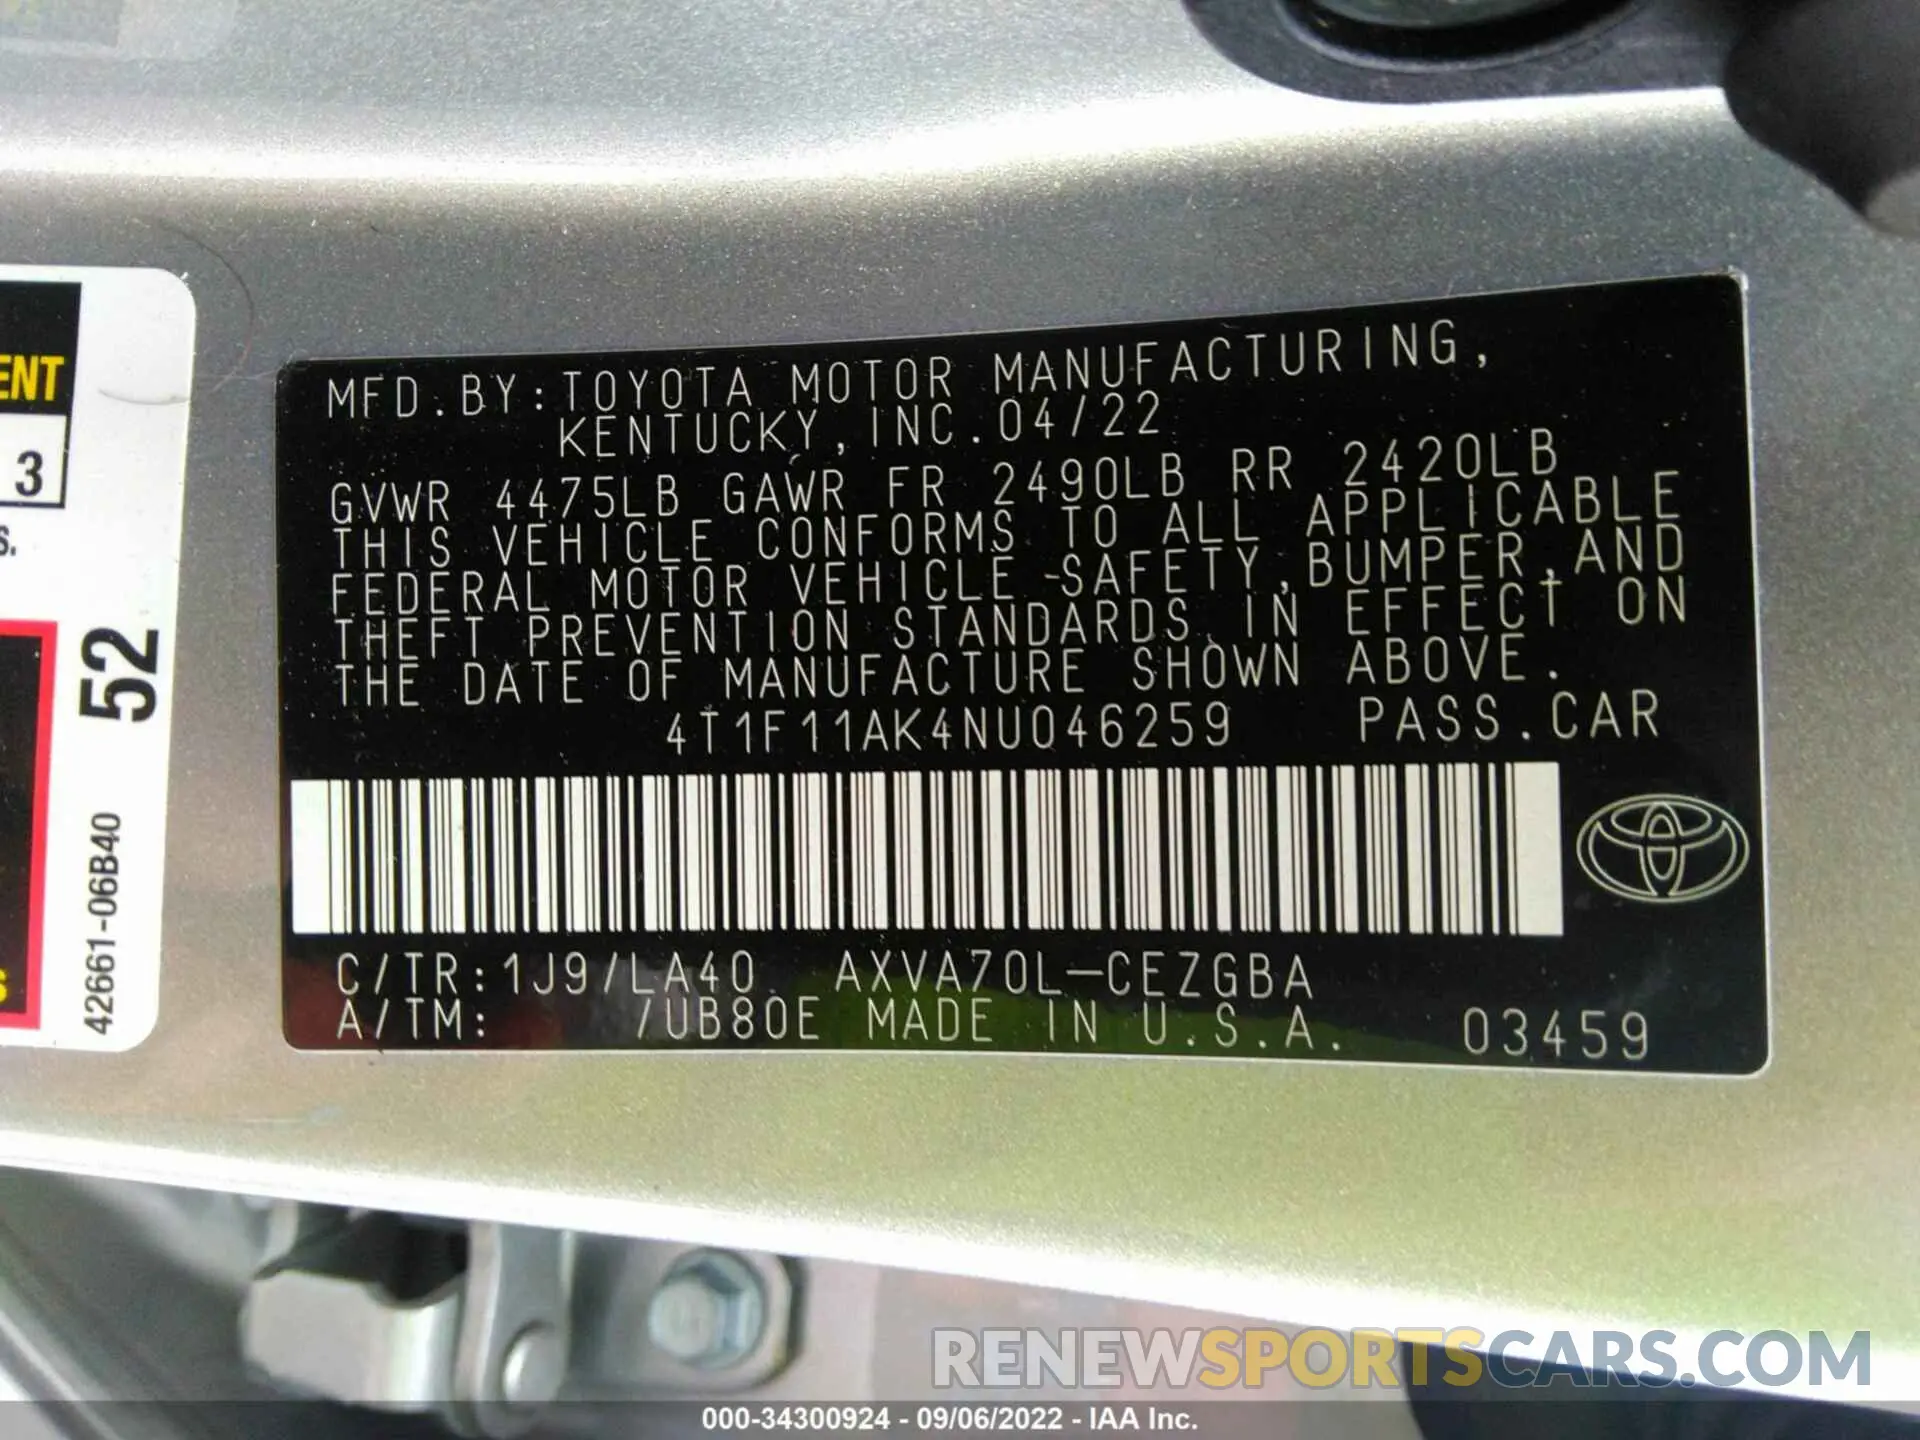 ENT
3
S.
52
42661-06B40
S
MFD.BY:TOYOTA MOTOR MANUFACTURING,
KENTUCKY, INC.04/22
GVWR 4475LB GAWR FR 2490LB RR 2420LB
THIS VEHICLE CONFORMS TO ALL APPLICABLE
FEDERAL MOTOR VEHICLE SAFETY,BUMPER,AND
THEFT PREVENTION STANDARDS IN EFFECT ON
THE DATE OF MANUFACTURE SHOWN ABOVE.
4T1F11AK4NU046259 PASS.CAR
C/TR:1J9/LA40 AXVA70L-CEZGBA
A/TM: /UB80E MADE IN U.S.A. 03459
RENEWSPORTSCARS.COM
000-34300924 - 09/06/2022 - IAA Inc.